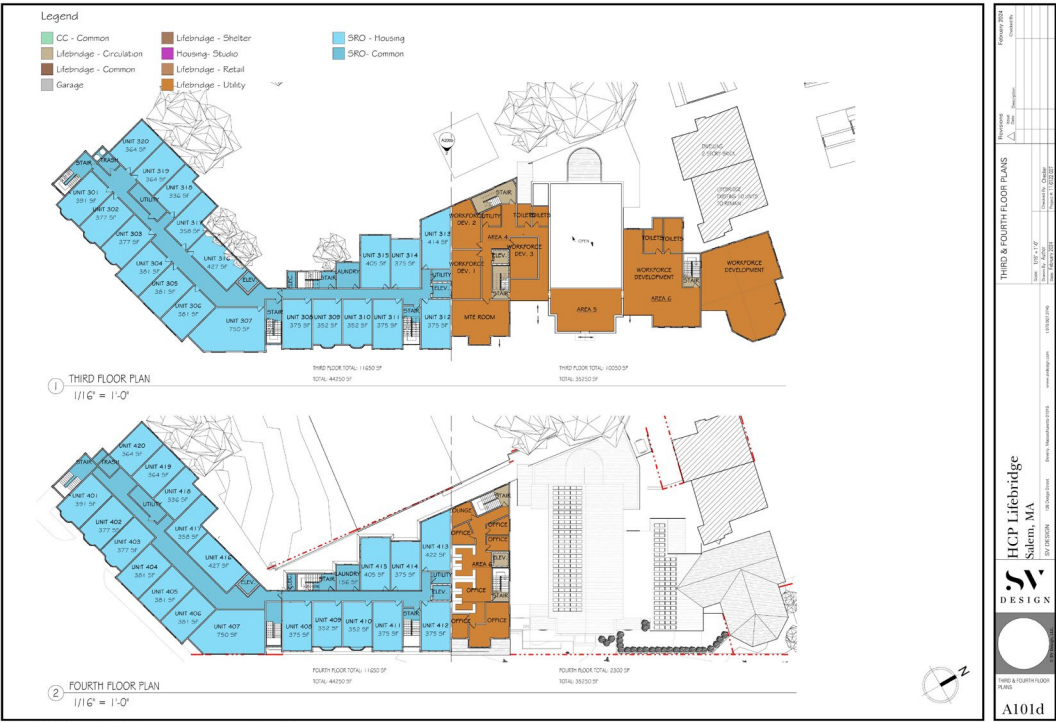 Legend
CC - Common
Lifebridge - Circulation
Lifebridge - Common
Garage
Lifebridge - Shelter
Housing- Studio
Lifebridge - Retail
Lifebridge - Utility
SRO - Housing
SRO- Common
UNIT 320
364 SF
STAIR
TRASH
UNIT 319
364 SF
UNIT 318
336 SF
UNIT 301
391 SF
UTILITY
UNIT 302
377 SF
UNIT 317
358 SF
UNIT 303
377 SF
427 SF
UNIT 304
381 SF
ELEV.
UNIT 305
381 SF
UNIT 306
381 SF
UNIT 307
750 SF
STAIR
STAIR
LAUNDRY
UNIT 315
405 SF
UNIT 314
375 SF
UNIT 313
414 SF
UTILITY
ELEV.
UNIT 308
375 SF
UNIT 309
352 SF
UNIT 310
352 SF
UNIT 311
375 SF
STAIR
UNIT 312
375 SF
STAIR
WORKFORCE
DEV. 2
UTILITY
TOILETS
TOILETS
AREA 4
WORKFORCE
DEV. 3
ELEV.
WORKFORCE
DEV. 1
MTE ROOM
OPEN
AREA 5
TOILETS
TOILETS
WORKFORCE
DEVELOPMENT
STAIR
AREA 6
WORKFORCE
DEVELOPMENT
THIRD FLOOR TOTAL: 11650 SF
TOTAL: 44250 SF
THIRD FLOOR TOTAL: 10050 SF
TOTAL: 35250 SF
1
THIRD FLOOR PLAN
1/16" = 1'-0"
UNIT 420
364 SF
STAIR
TRASH
UNIT 419
364 SF
UNIT 418
336 SF
UNIT 401
391 SF
UTILITY
UNIT 402
377 SF
UNIT 417
358 SF
UNIT 403
377 SF
UNIT 416
427 SF
UNIT 404
381 SF
ELEV.
UNIT 405
381 SF
UNIT 406
381 SF
UNIT 407
750 SF
STAIR
LAUNDRY
156 SF
UNIT 415
405 SF
UNIT 414
375 SF
UNIT 413
422 SF
UTILITY
ELEV.
UNIT 408
375 SF
UNIT 409
352 SF
UNIT 410
352 SF
UNIT 411
375 SF
STAIR
UNIT 412
375 SF
LOUNGE
STAIR
OFFICE
OFFICE
OFFICE
ELEV.
OFFICE
STAIR
OFFICE
OFFICE
FOURTH FLOOR TOTAL: 11650 SF
TOTAL: 44250 SF
FOURTH FLOOR TOTAL: 2300 SF
TOTAL: 35250 SF
2
FOURTH FLOOR PLAN
1/16" = 1'-0"
N
February 2024
Revisions
Description
THIRD & FOURTH FLOOR PLANS
HCP Lifebridge
Salem, MA
SV DESIGN
SV
DESIGN
THIRD & FOURTH FLOOR
PLANS
A101d